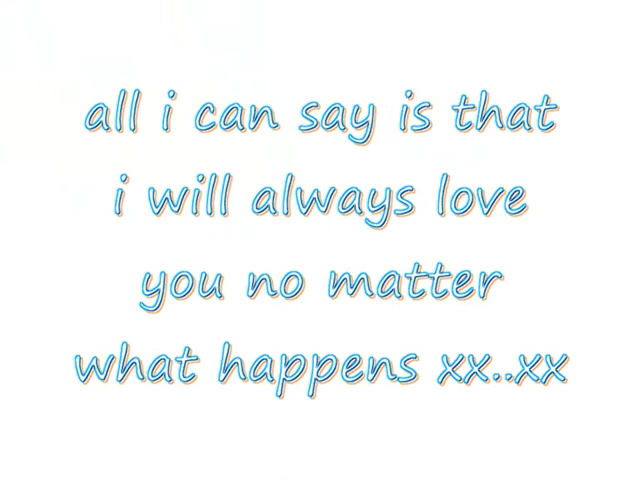 all i can say is that
i will always love
you no matter
what happens xx..xx